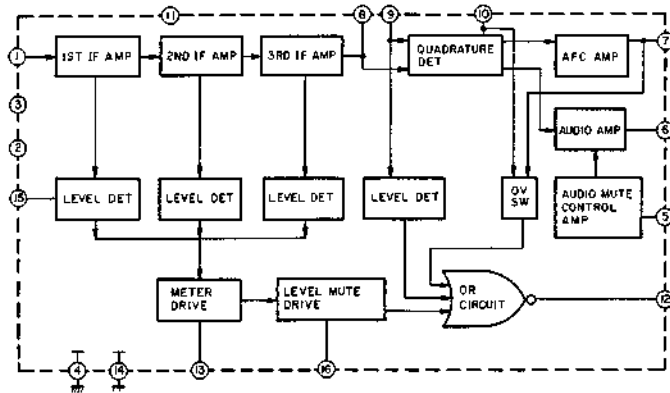 11
8
9
10
1
1ST IF AMP
2ND IF AMP
3RD IF AMP
QUADRATURE
DET
AFC AMP
7
3
2
AUDIO AMP
6
15
LEVEL DET
LEVEL DET
LEVEL DET
LEVEL DET
OV
SW
AUDIO MUTE
CONTROL
AMP
5
METER
DRIVE
LEVEL MUTE
DRIVE
OR
CIRCUIT
12
4
14
13
16